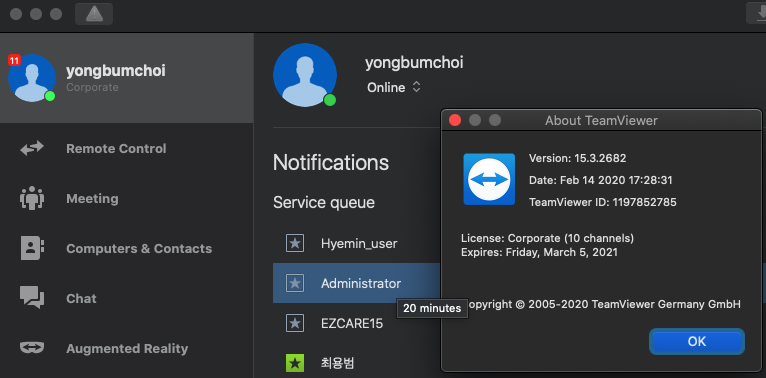 11
yongbumchoi
Corporate
Remote Control
Meeting
Computers & Contacts
Chat
Augmented Reality
yongbumchoi
Online
Notifications
Service queue
Hyemin_user
Administrator
20 minutes
EZCARE15
최용범
About TeamViewer
Version: 15.3.2682
Date: Feb 14 2020 17:28:31
TeamViewer ID: 1197852785
License: Corporate (10 channels)
Expires: Friday, March 5, 2021
opyright © 2005-2020 TeamViewer Germany GmbH
OK